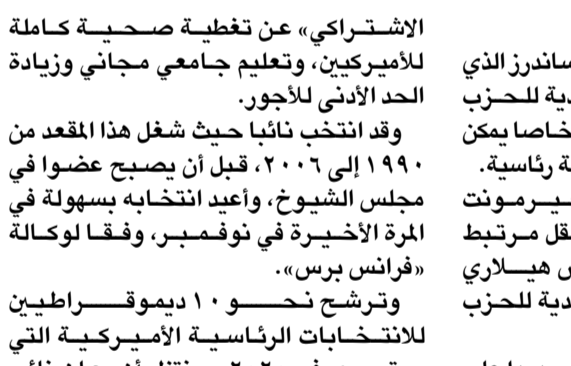 ساندرز الذي
دية للحزب
خاصا يمكن
ة رئاسية.
يرمونت
قل مرتبط
س هيلاري
دية للحزب
الاشتراكي» عن تغطية صحية كاملة
للأميركيين، وتعليم جامعي مجاني وزيادة
الحد الأدنى للأجور.
وقد انتخب نائبا حيث شغل هذا المقعد من
١٩٩٠ إلى ٢٠٠٦، قبل أن يصبح عضوا في
مجلس الشيوخ، وأعيد انتخابه بسهولة في
المرة الأخيرة في نوفمبر، وفقا لوكالة
«فرانس برس».
وترشح نحو ١٠ ديموقراطيين
للانتخابات الرئاسية الأميركية التي